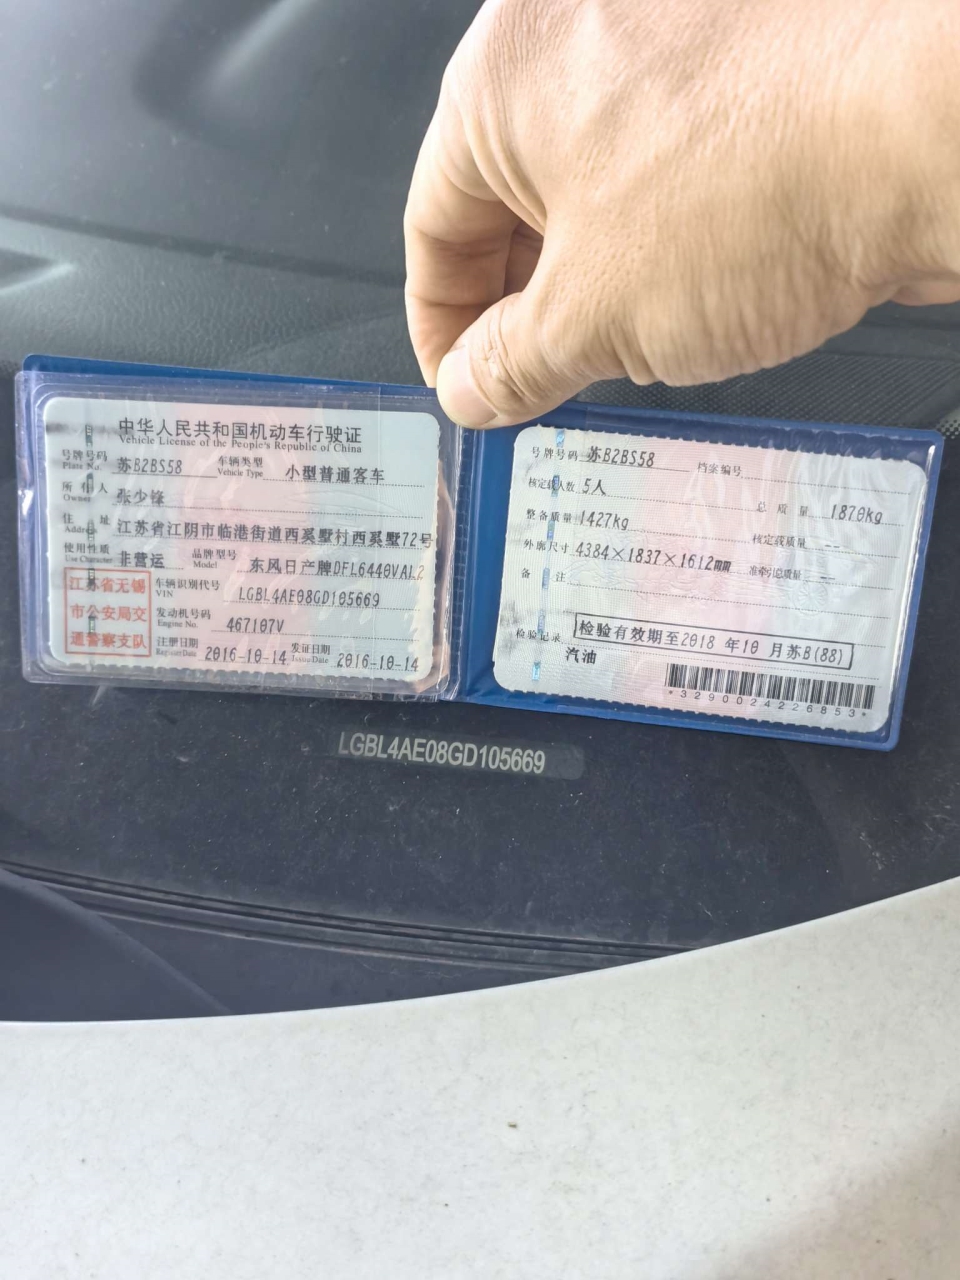 中华人民共和国机动车行驶证
Vehicle License of the People's Republic of China
号牌号码 苏B2BS58 车辆类型 小型普通客车
Plate No. Vehicle Type
所有人 张少锋
Owner
住址 江苏省江阴市临港街道西奚墅村西奚墅72号
Address
使用性质 非营运 品牌型号 东风日产牌DFL6440VAL2
Use Character Model
江苏省无锡
市公安局交
通警察支队
车辆识别代号 LGBL4AE08GD105669
VIN
发动机号码 467107V
Engine No.
注册日期 2016-10-14 发证日期 2016-10-14
Register Date Issue Date
号牌号码 苏B2BS58 档案编号
核定载人数 5人 总质量 1870kg
整备质量 1427kg 核定载质量 --
外廓尺寸 4384×1837×1612mm 准牵引总质量 --
备注
检验记录 检验有效期至2018年10月苏B(88)
汽油
*3290024226853*
LGBL4AE08GD105669